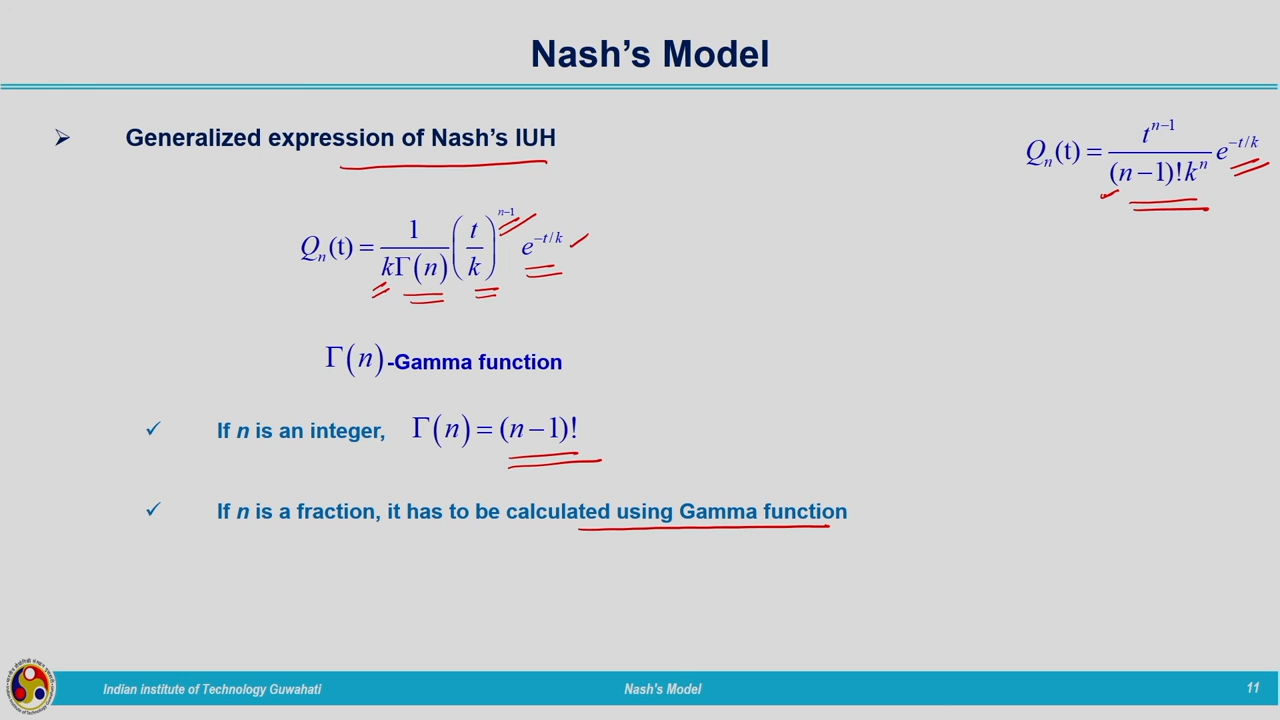 Nash's Model
➢ Generalized expression of Nash's IUH
Qₙ(t) = tⁿ⁻¹ / ((n−1)! kⁿ) e^(−t/k)
Qₙ(t) = 1 / (kΓ(n)) (t/k)ⁿ⁻¹ e^(−t/k)
Γ(n) -Gamma function
✓ If n is an integer, Γ(n) = (n−1)!
✓ If n is a fraction, it has to be calculated using Gamma function
Indian institute of Technology Guwahati Nash's Model 11